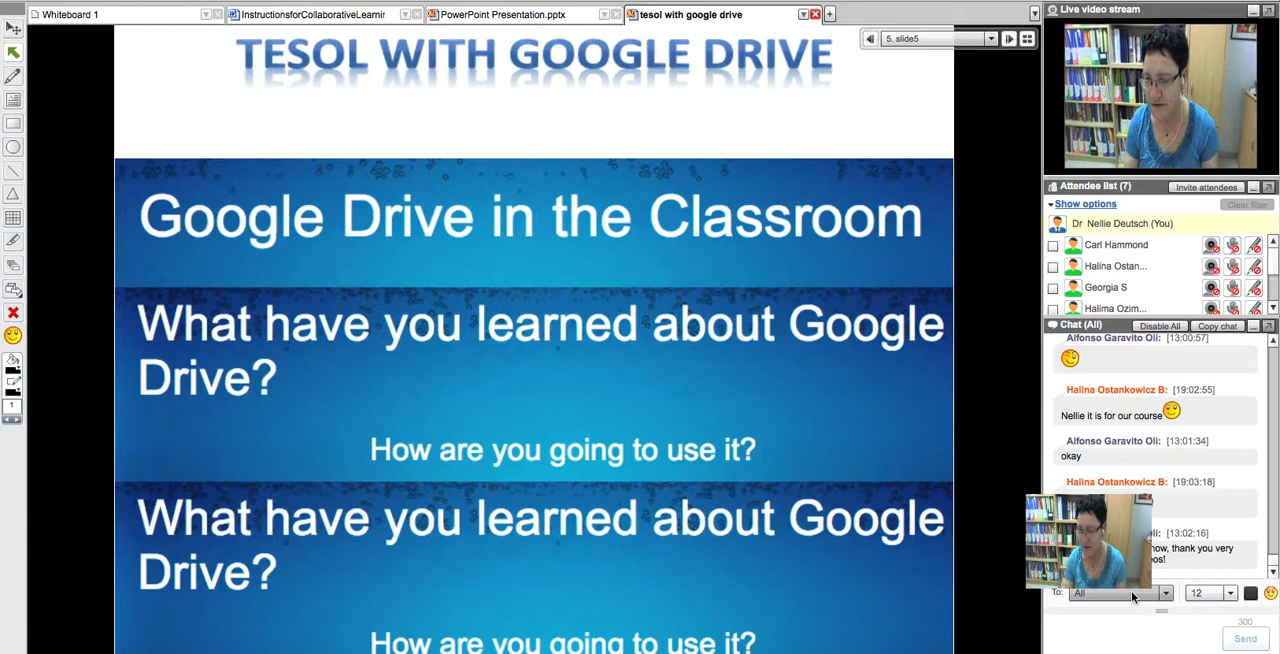 Whiteboard 1
InstructionsforCollaborativeLearnin
PowerPoint Presentation.pptx
tesol with google drive
TESOL WITH GOOGLE DRIVE
5. slide5
Google Drive in the Classroom
What have you learned about Google
Drive?
How are you going to use it?
What have you learned about Google
Drive?
How are you going to use it?
1
Live video stream
Attendee list (7)
Invite attendees
Show options
Clear filter
Dr Nellie Deutsch (You)
Carl Hammond
Halina Ostan...
Georgia S
Halima Ozim...
Chat (All)
Disable All
Copy chat
Alfonso Garavito Oli: [13:00:57]
Halina Ostankowicz B: [19:02:55]
Nellie it is for our course
Alfonso Garavito Oli: [13:01:34]
okay
Halina Ostankowicz B: [19:03:18]
[13:02:16]
thank you very
To:
All
12
300
Send